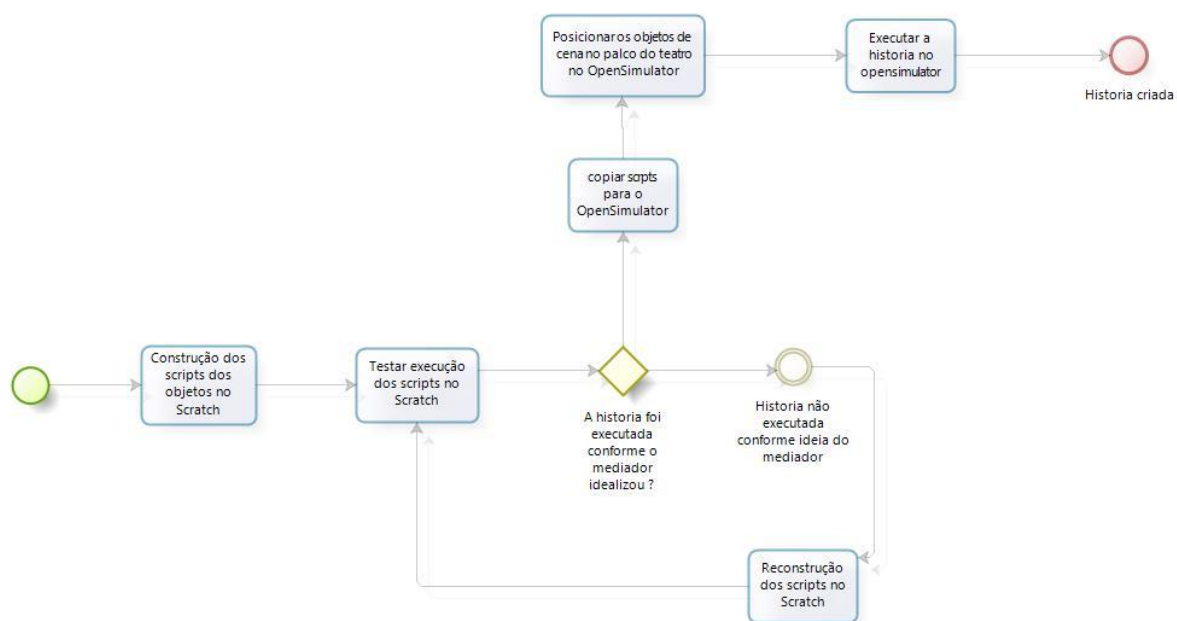 Posicionar os objetos de
cena no palco do teatro
no OpenSimulator
Executar a
historia no
opensimulator
Historia criada
copiar scrpts
para o
OpenSimulator
Construção dos
scripts dos
objetos no
Scratch
Testar execução
dos scripts no
Scratch
A historia foi
executada
conforme o
mediador
idealizou ?
Historia não
executada
conforme ideia do
mediador
Reconstrução
dos scripts no
Scratch